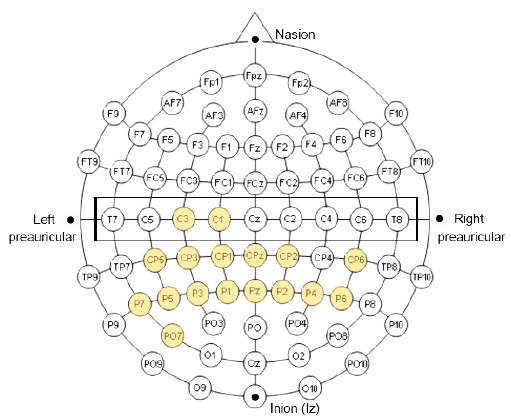 Nasion
Fp1 Fpz Fp2
AF7 AF8
AF3 AFz AF4
F9 F10
F7 F5 F3 F1 Fz F2 F4 F6 F8
FT9 FT10
FT7 FC5 FC3 FC1 FCz FC2 FC4 FC6 FT8
Left preauricular
T7 C5 C3 C1 Cz C2 C4 C6 T8
Right preauricular
TP9 TP7 CP5 CP3 CP1 CPz CP2 CP4 CP6 TP8 TP10
P7 P5 P3 P1 Pz P2 P4 P6 P8
P9 PO3 PO PO4 P10
PO7 PO8
PO9 O1 Oz O2 PO10
O9 O10
Inion (Iz)